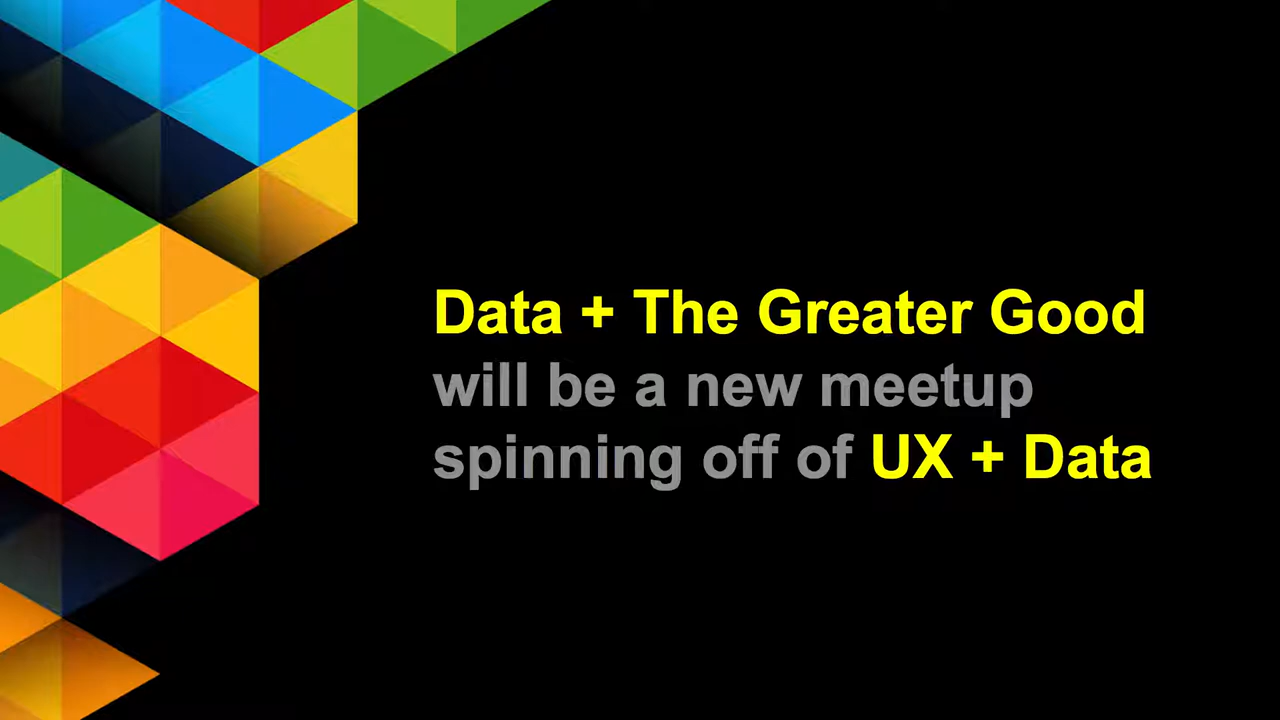 Data + The Greater Good
will be a new meetup
spinning off of UX + Data